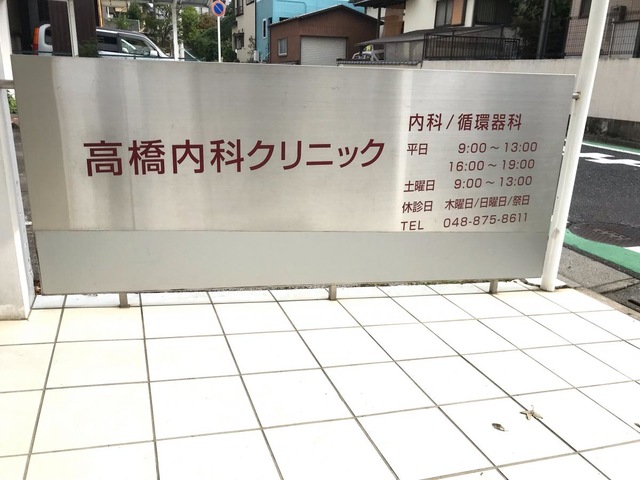 高橋内科クリニック
内科/循環器科
平日 9:00～13:00
16:00～19:00
土曜日 9:00～13:00
休診日 木曜日/日曜日/祭日
TEL 048-875-8611